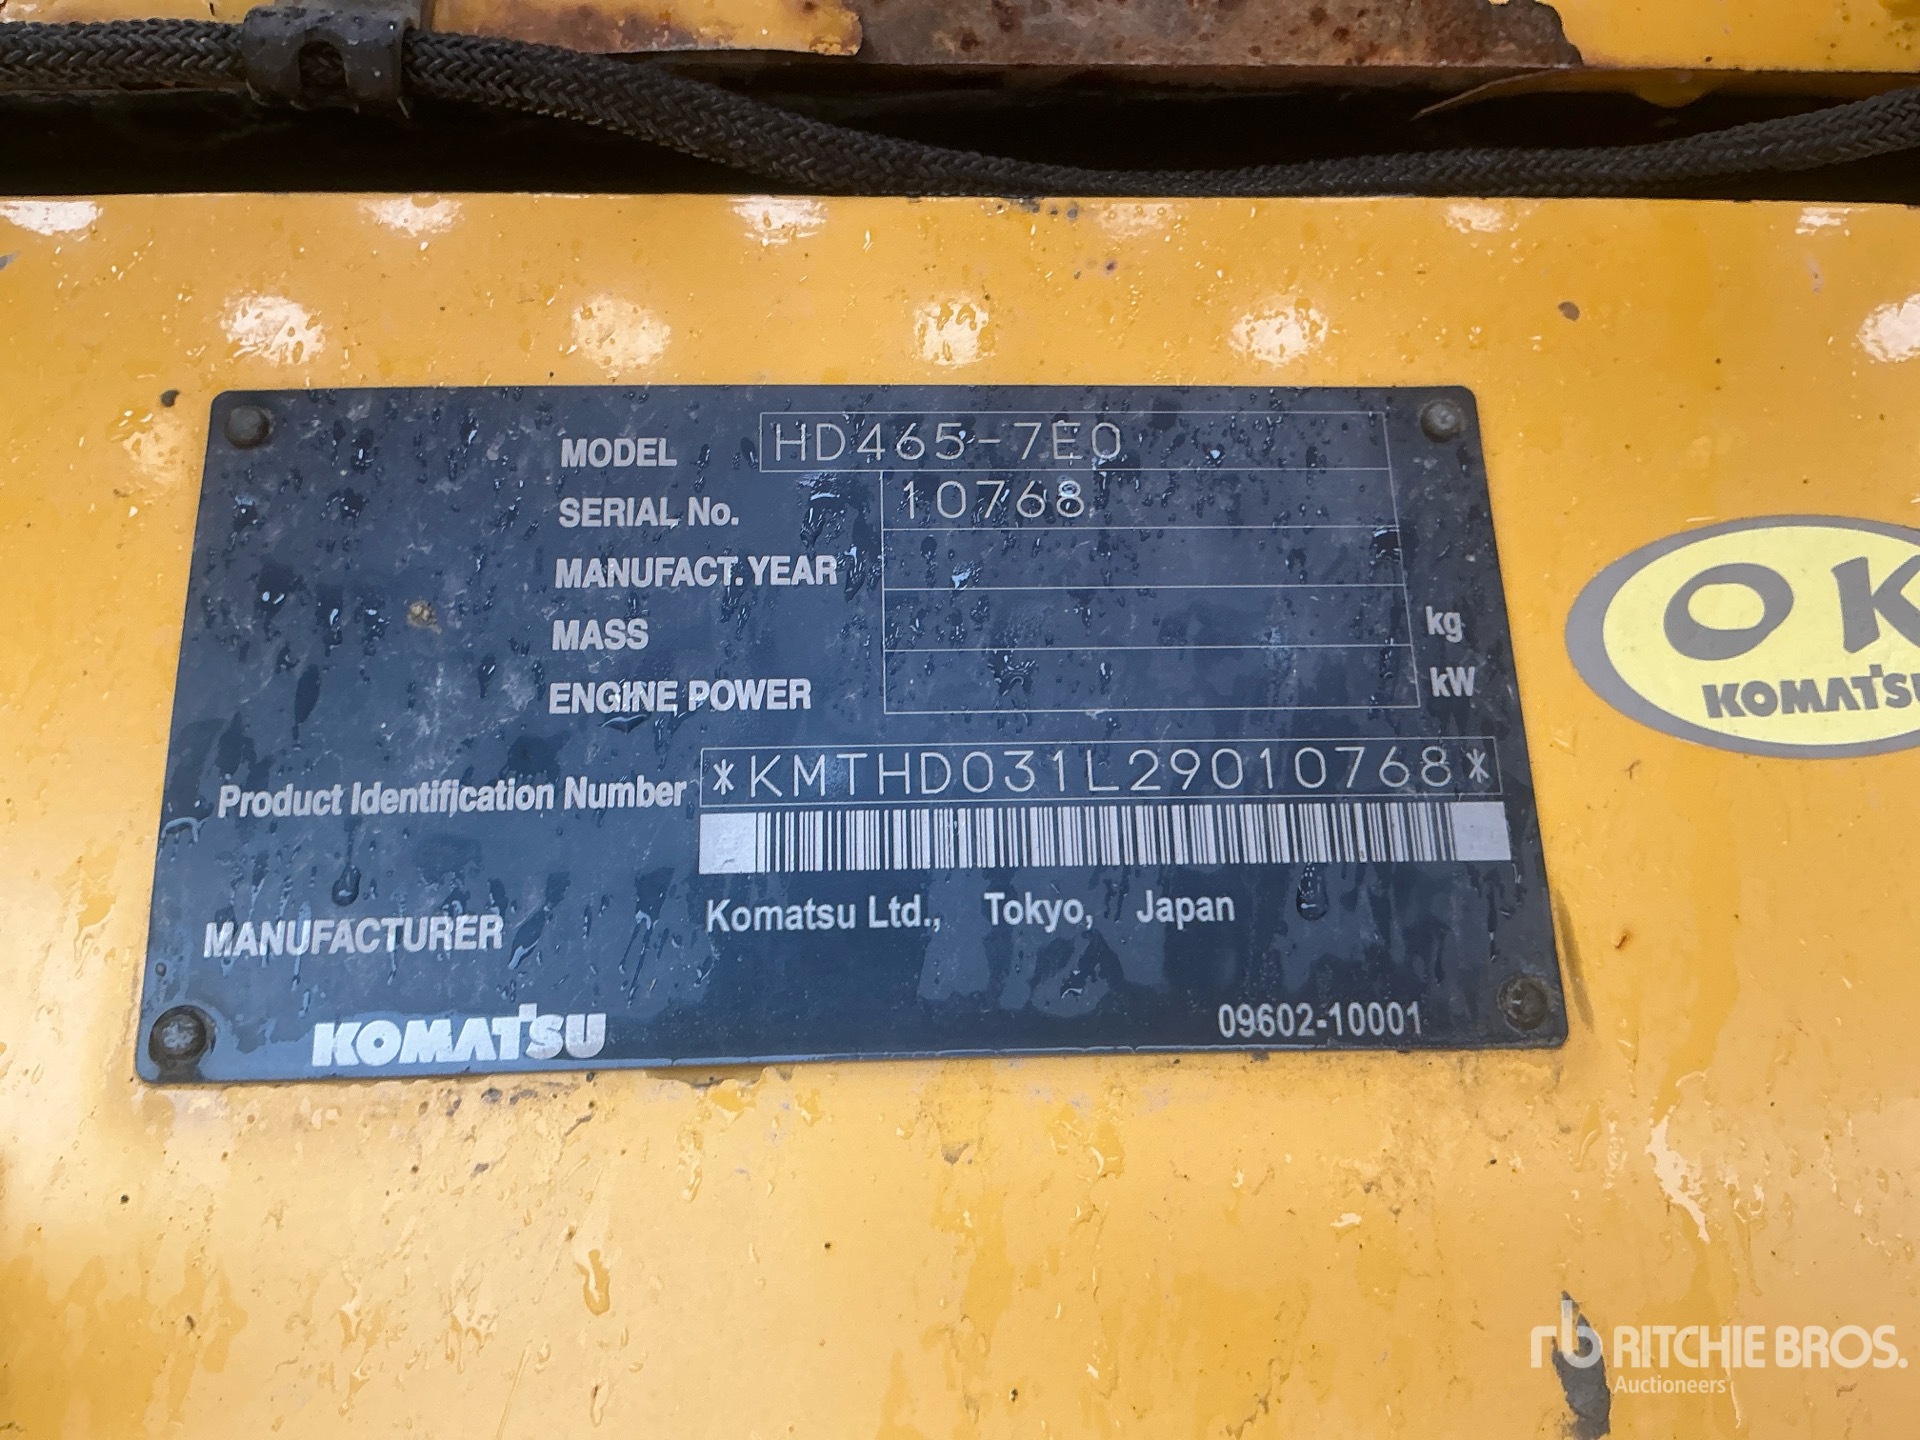 MODEL HD465-7E0
SERIAL No. 10768
MANUFACT. YEAR
MASS kg
ENGINE POWER kW
Product Identification Number *KMTHD031L29010768*
MANUFACTURER Komatsu Ltd., Tokyo, Japan
KOMATSU 09602-10001
OK
KOMATSU
rb RITCHIE BROS.
Auctioneers